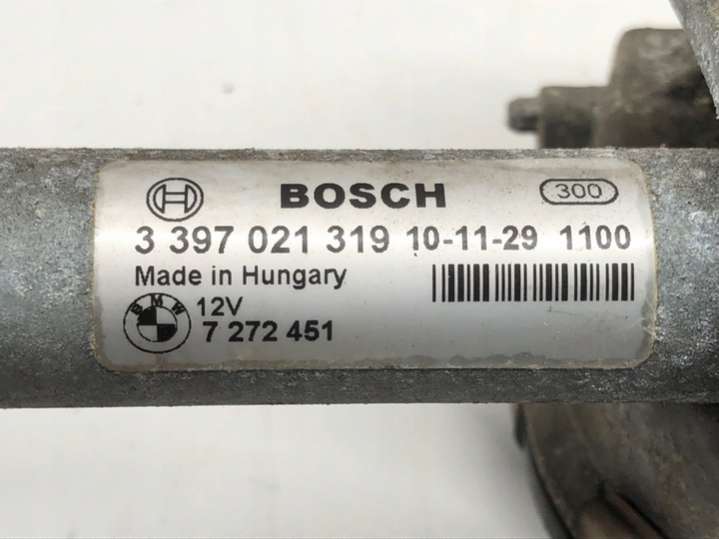 BOSCH 300
3 397 021 319 10-11-29 1100
Made in Hungary
BMW 12V
7 272 451